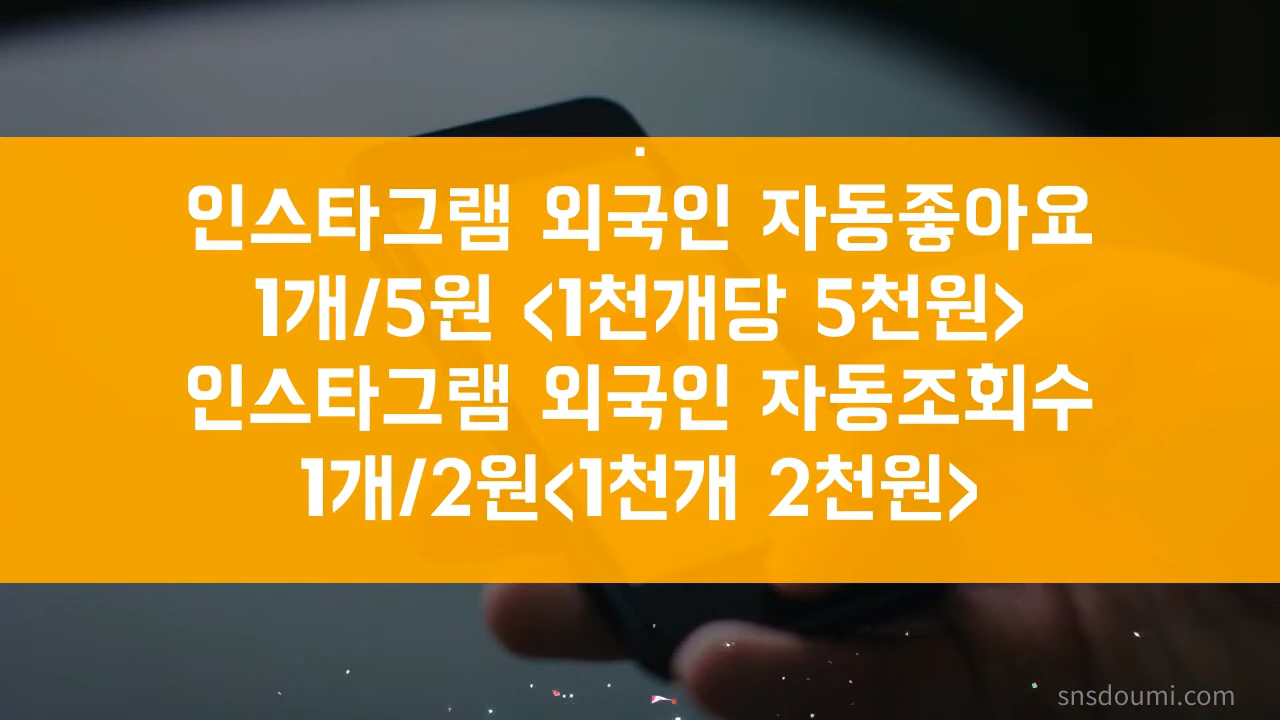 인스타그램 외국인 자동좋아요
1개/5원 <1천개당 5천원>
인스타그램 외국인 자동조회수
1개/2원<1천개 2천원>
snsdoumi.com